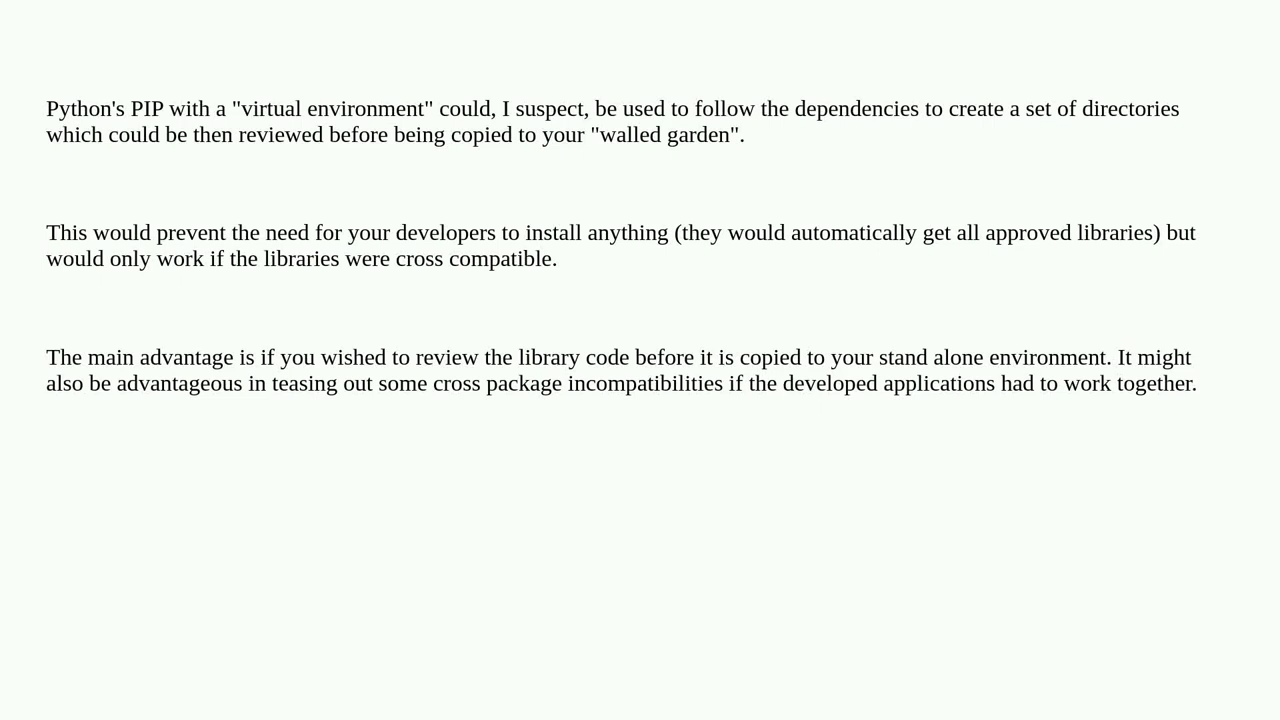 Python's PIP with a "virtual environment" could, I suspect, be used to follow the dependencies to create a set of directories
which could be then reviewed before being copied to your "walled garden".
This would prevent the need for your developers to install anything (they would automatically get all approved libraries) but
would only work if the libraries were cross compatible.
The main advantage is if you wished to review the library code before it is copied to your stand alone environment. It might
also be advantageous in teasing out some cross package incompatibilities if the developed applications had to work together.